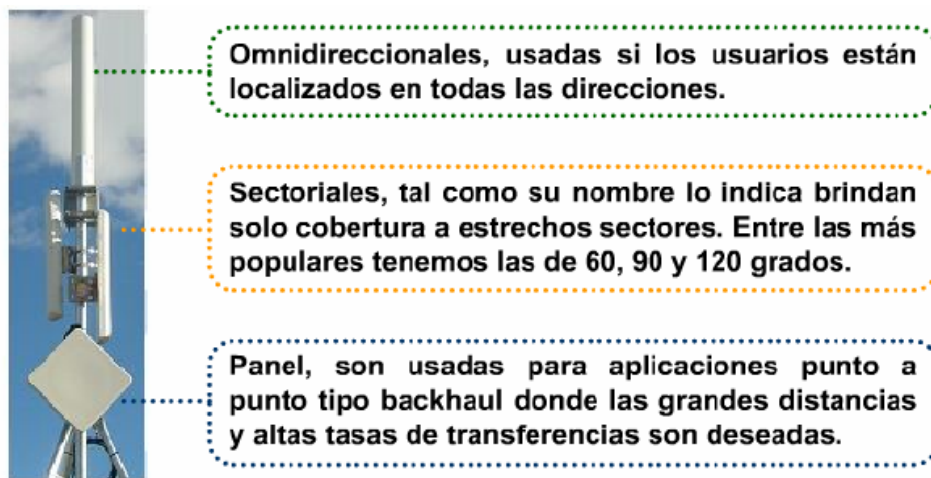 Omnidireccionales, usadas si los usuarios están
localizados en todas las direcciones.
Sectoriales, tal como su nombre lo indica brindan
solo cobertura a estrechos sectores. Entre las más
populares tenemos las de 60, 90 y 120 grados.
Panel, son usadas para aplicaciones punto a
punto tipo backhaul donde las grandes distancias
y altas tasas de transferencias son deseadas.